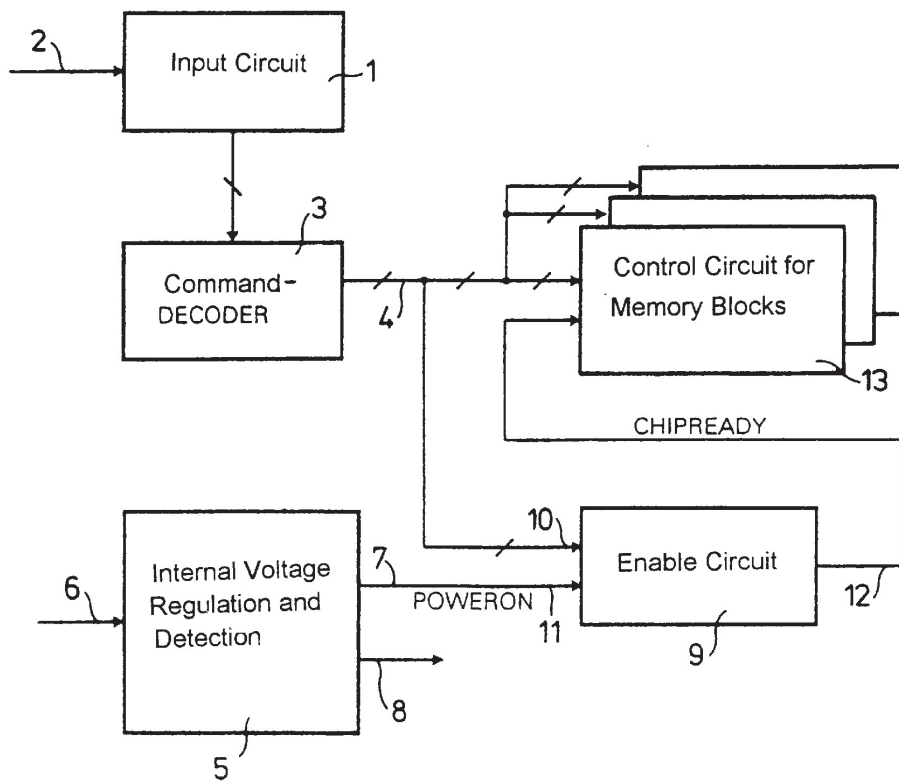 2
Input Circuit
1
3
Command-
DECODER
4
Control Circuit for
Memory Blocks
13
CHIPREADY
10
Internal Voltage
Regulation and
Detection
6
7
POWERON
11
Enable Circuit
12
9
8
5